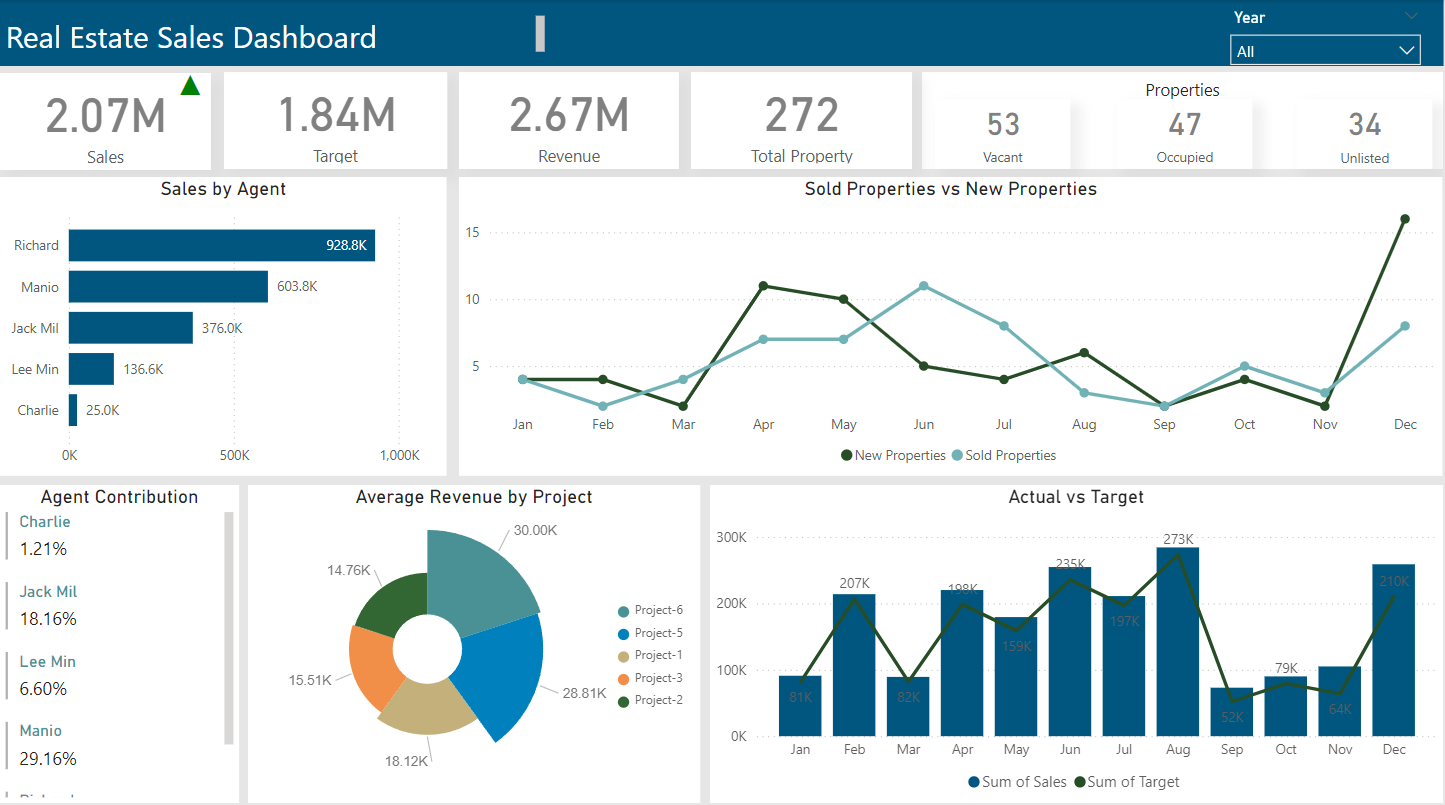 Real Estate Sales Dashboard
Year
All
2.07M
Sales
1.84M
Target
2.67M
Revenue
272
Total Property
Properties
53
Vacant
47
Occupied
34
Unlisted
Sales by Agent
Richard 928.8K
Manio 603.8K
Jack Mil 376.0K
Lee Min 136.6K
Charlie 25.0K
0K 500K 1,000K
Sold Properties vs New Properties
15
10
5
Jan Feb Mar Apr May Jun Jul Aug Sep Oct Nov Dec
New Properties Sold Properties
Agent Contribution
Charlie
1.21%
Jack Mil
18.16%
Lee Min
6.60%
Manio
29.16%
Average Revenue by Project
30.00K
28.81K
18.12K
15.51K
14.76K
Project-6
Project-5
Project-1
Project-3
Project-2
Actual vs Target
300K
200K
100K
0K
81K 207K 82K 198K 159K 235K 197K 273K 52K 79K 64K 210K
Jan Feb Mar Apr May Jun Jul Aug Sep Oct Nov Dec
Sum of Sales Sum of Target